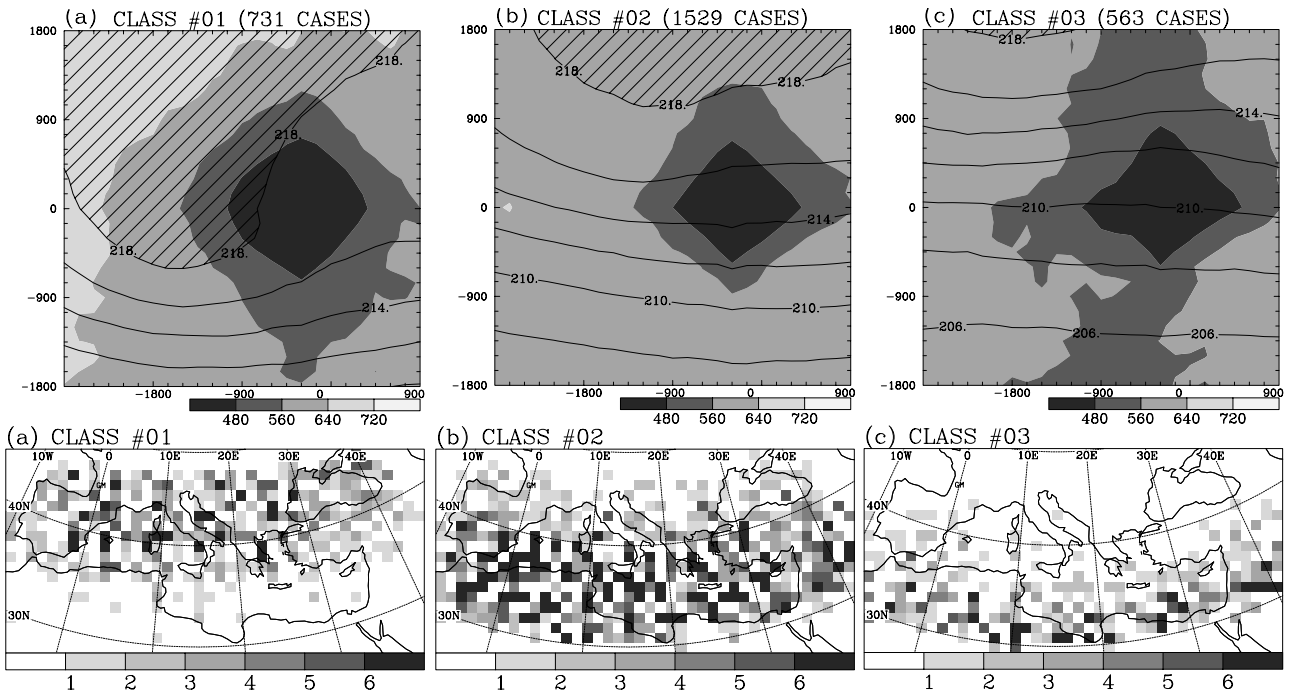 (a) CLASS #01 (731 CASES) (b) CLASS #02 (1529 CASES) (c) CLASS #03 (563 CASES)
1800 1800 1800
218. 218. 218. 218. 218. 218.
900 900 900
218. 214.
0 0 0
210. 210. 214.
218. 218.
210. 210. 210.
-900 -900 -900
214. 206. 206. 206.
-1800 -1800 -1800
-1800 -900 0 -900 0 900 -900 0 900
480 560 640 720 480 560 640 720 480 560 640 720
(a) CLASS #01 (b) CLASS #02 (c) CLASS #03
10W 0 10E 20E 30E 40E 10W 0 10E 20E 30E 40E 10W 0 10E 20E 30E 40E
GM GM GM
40N 40N 40N
30N 30N 30N
1 2 3 4 5 6 1 2 3 4 5 6 1 2 3 4 5 6